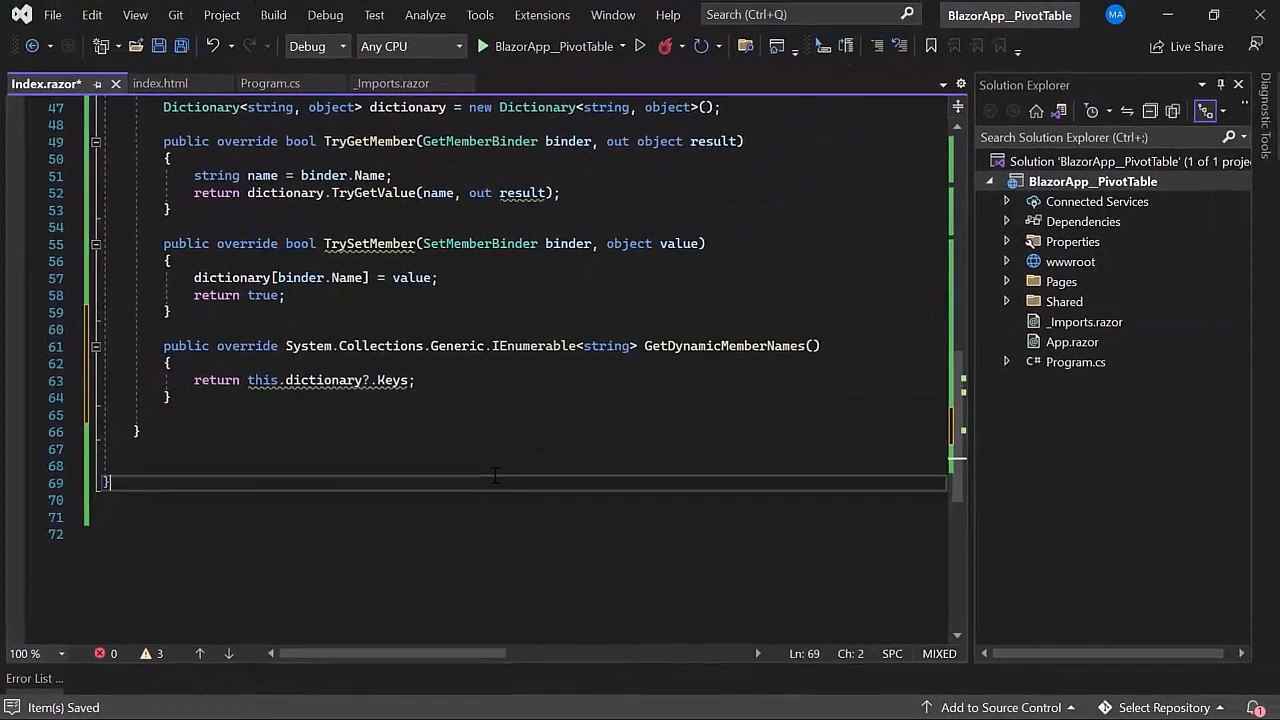 File Edit View Git Project Build Debug Test Analyze Tools Extensions Window Help Search (Ctrl+Q) BlazorApp_PivotTable MA
Debug Any CPU BlazorApp_PivotTable Live Share
Index.razor* index.html Program.cs _Imports.razor
Solution Explorer
Search Solution Explorer (Ctrl+;)
Solution 'BlazorApp_PivotTable' (1 of 1 proje
BlazorApp_PivotTable
Connected Services
Dependencies
Properties
wwwroot
Pages
Shared
_Imports.razor
App.razor
Program.cs
Diagnostic Tools
47 Dictionary<string, object> dictionary = new Dictionary<string, object>();
48
49 public override bool TryGetMember(GetMemberBinder binder, out object result)
50 {
51 string name = binder.Name;
52 return dictionary.TryGetValue(name, out result);
53 }
54
55 public override bool TrySetMember(SetMemberBinder binder, object value)
56 {
57 dictionary[binder.Name] = value;
58 return true;
59 }
60
61 public override System.Collections.Generic.IEnumerable<string> GetDynamicMemberNames()
62 {
63 return this.dictionary?.Keys;
64 }
65
66 }
67
68
69 }
70
71
72
100 % 0 3 Ln: 69 Ch: 2 SPC MIXED
Error List ...
Item(s) Saved Add to Source Control Select Repository 1